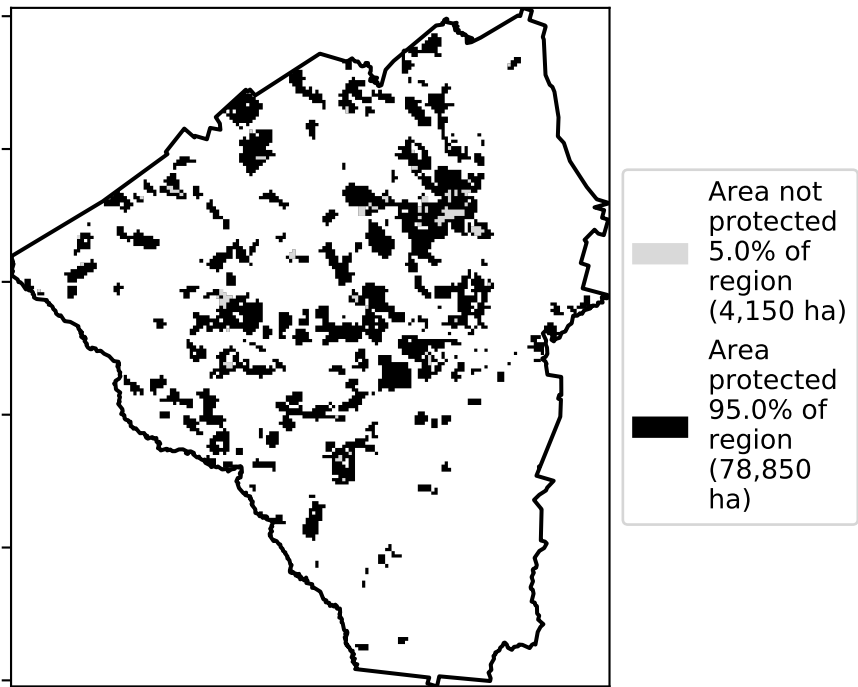 Area not
protected
5.0% of
region
(4,150 ha)
Area
protected
95.0% of
region
(78,850
ha)